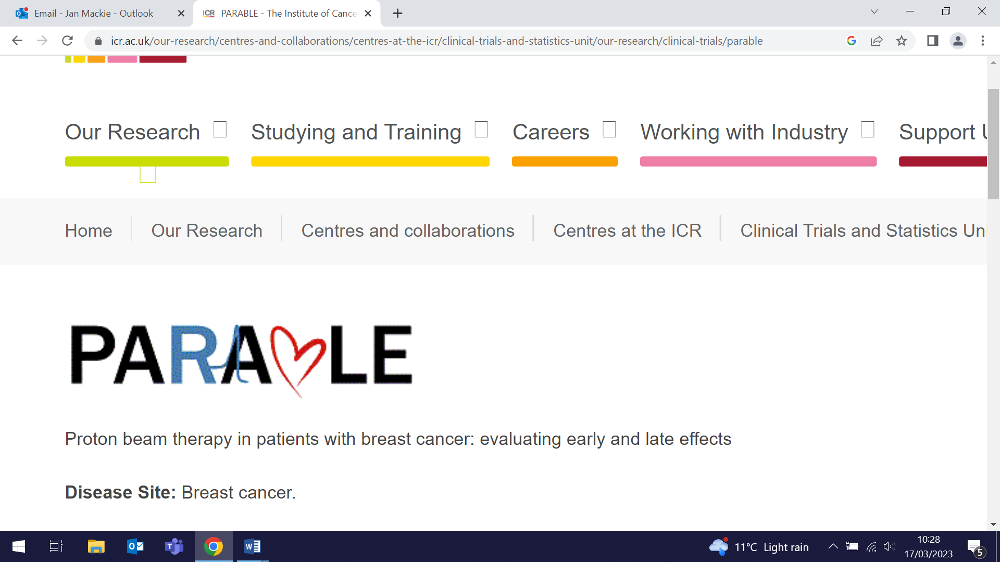 Email - Jan Mackie - Outlook
ICR PARABLE - The Institute of Cance
icr.ac.uk/our-research/centres-and-collaborations/centres-at-the-icr/clinical-trials-and-statistics-unit/our-research/clinical-trials/parable
Our Research Studying and Training Careers Working with Industry Support U
Home Our Research Centres and collaborations Centres at the ICR Clinical Trials and Statistics Uni
PARABLE
Proton beam therapy in patients with breast cancer: evaluating early and late effects
Disease Site: Breast cancer.
11°C Light rain
10:28
17/03/2023
5